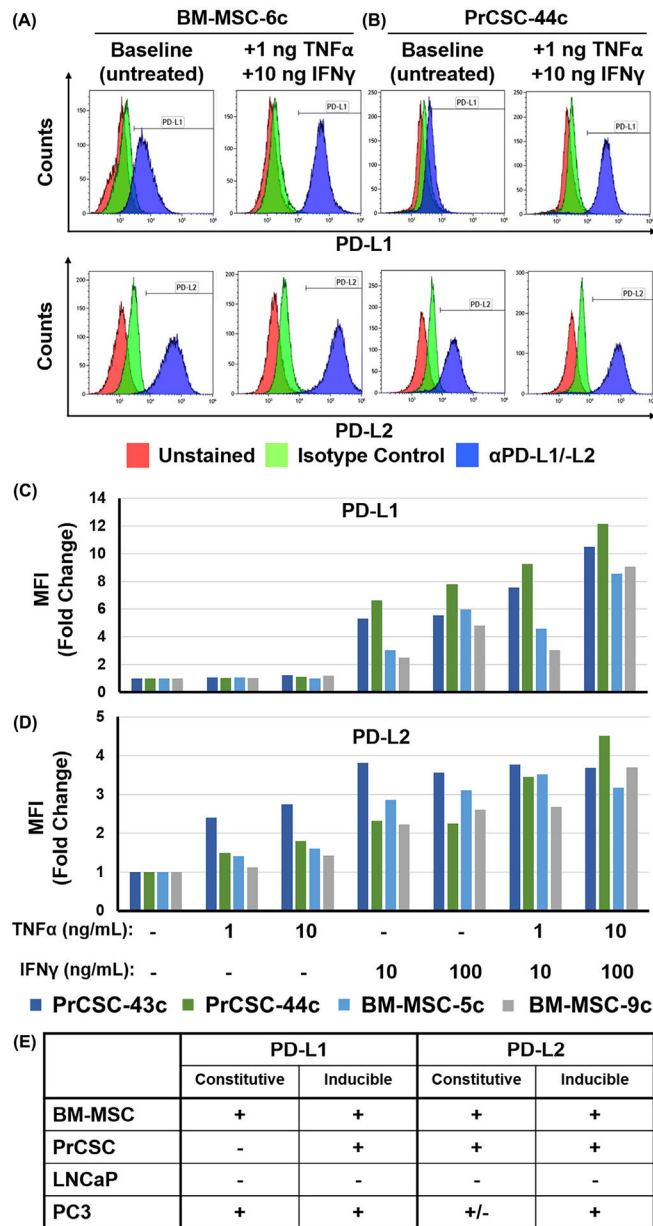 (A) BM-MSC-6c (B) PrCSC-44c
Baseline (untreated) +1 ng TNFα +10 ng IFNγ Baseline (untreated) +1 ng TNFα +10 ng IFNγ
Counts
PD-L1 PD-L1 PD-L1 PD-L1
PD-L1
Counts
PD-L2 PD-L2 PD-L2 PD-L2
PD-L2
Unstained Isotype Control αPD-L1/-L2
(C)
PD-L1
MFI
(Fold Change)
14
12
10
8
6
4
2
0
(D)
PD-L2
MFI
(Fold Change)
5
4
3
2
1
0
TNFα (ng/mL): - 1 10 - - 1 10
IFNγ (ng/mL): - - - 10 100 10 100
PrCSC-43c PrCSC-44c BM-MSC-5c BM-MSC-9c
(E)
PD-L1 PD-L2
Constitutive Inducible Constitutive Inducible
BM-MSC + + + +
PrCSC - + + +
LNCaP - - - -
PC3 + + +/- +